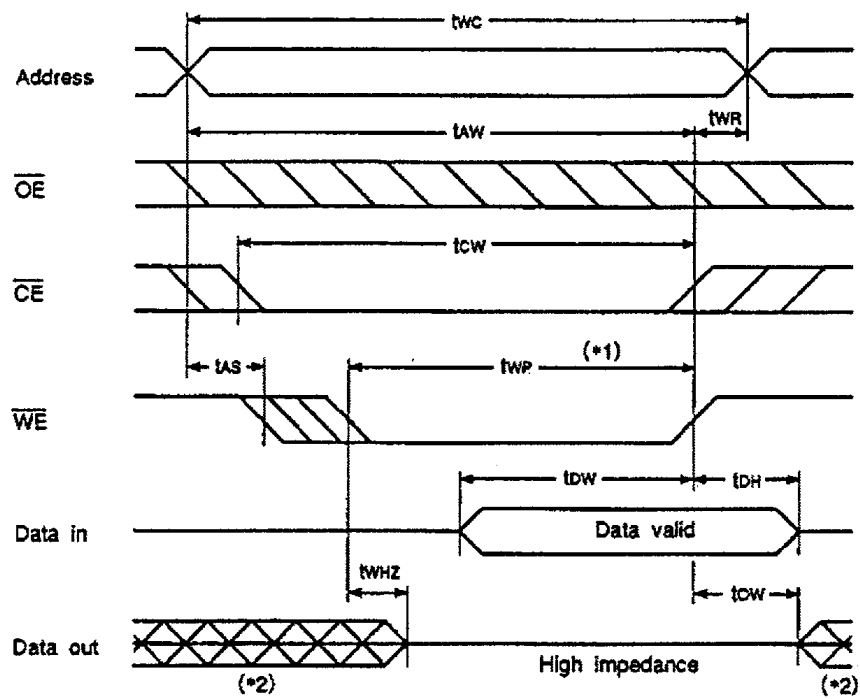 twc
Address
tAW
tWR
OE
tCW
CE
tAS
tWP
(*1)
WE
tDW
tDH
Data in
Data valid
tWHZ
tOW
Data out
High impedance
(*2)
(*2)